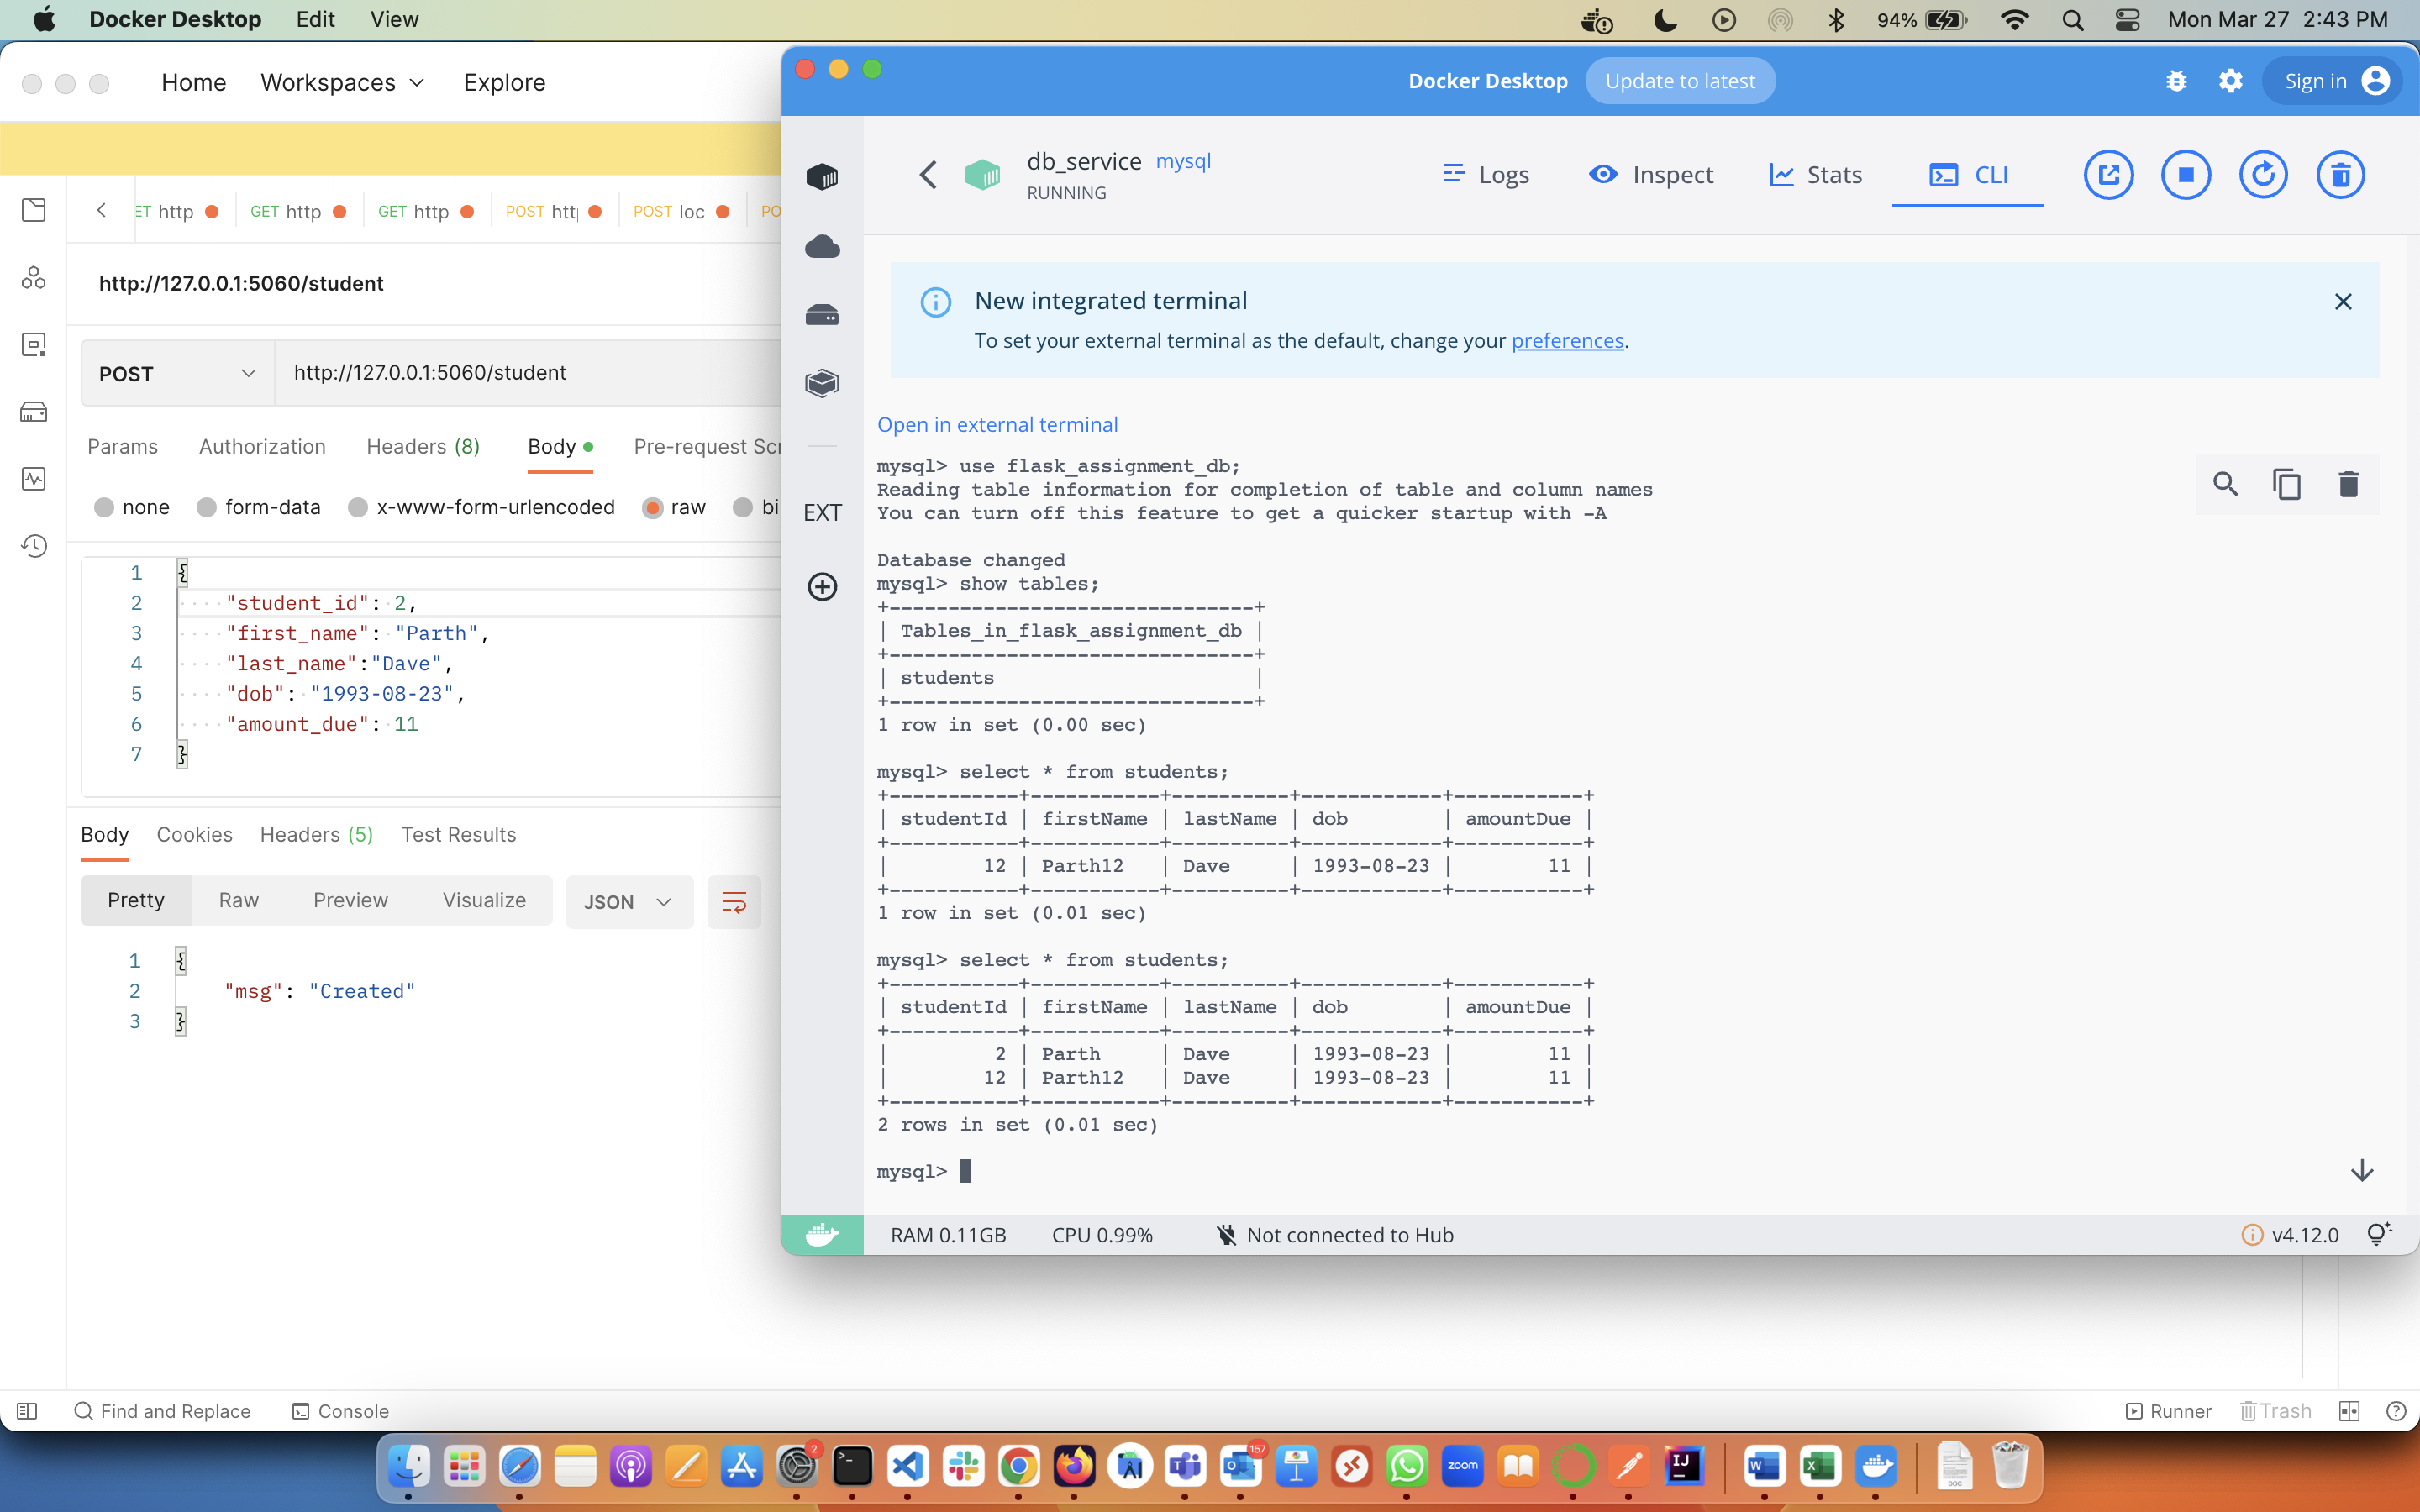 Docker Desktop Edit View 94% Mon Mar 27 2:43 PM
Home Workspaces Explore
Docker Desktop Update to latest Sign in
db_service mysql
RUNNING
Logs Inspect Stats CLI
ET http GET http GET http POST htt POST loc PO
http://127.0.0.1:5060/student
POST http://127.0.0.1:5060/student
Params Authorization Headers (8) Body Pre-request Scr
none form-data x-www-form-urlencoded raw bi
1 {
2 "student_id": 2,
3 "first_name": "Parth",
4 "last_name":"Dave",
5 "dob": "1993-08-23",
6 "amount_due": 11
7 }
Body Cookies Headers (5) Test Results
Pretty Raw Preview Visualize JSON
1 {
2 "msg": "Created"
3 }
EXT
New integrated terminal
To set your external terminal as the default, change your preferences.
Open in external terminal
mysql> use flask_assignment_db;
Reading table information for completion of table and column names
You can turn off this feature to get a quicker startup with -A
Database changed
mysql> show tables;
+-------------------------------+
| Tables_in_flask_assignment_db |
+-------------------------------+
| students                      |
+-------------------------------+
1 row in set (0.00 sec)
mysql> select * from students;
+-----------+-----------+----------+------------+-----------+
| studentId | firstName | lastName | dob        | amountDue |
+-----------+-----------+----------+------------+-----------+
|        12 | Parth12   | Dave     | 1993-08-23 |        11 |
+-----------+-----------+----------+------------+-----------+
1 row in set (0.01 sec)
mysql> select * from students;
+-----------+-----------+----------+------------+-----------+
| studentId | firstName | lastName | dob        | amountDue |
+-----------+-----------+----------+------------+-----------+
|         2 | Parth     | Dave     | 1993-08-23 |        11 |
|        12 | Parth12   | Dave     | 1993-08-23 |        11 |
+-----------+-----------+----------+------------+-----------+
2 rows in set (0.01 sec)
mysql>
RAM 0.11GB CPU 0.99% Not connected to Hub v4.12.0
Find and Replace Console Runner Trash
2 157 zoom IJ W X DOC